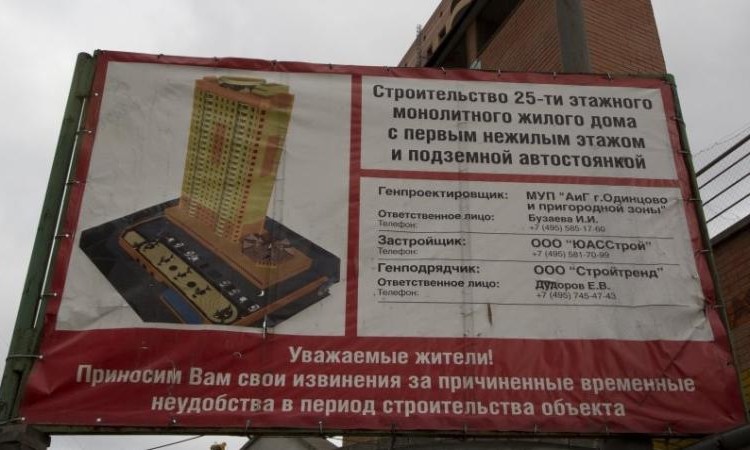 Строительство 25-ти этажного
монолитного жилого дома
с первым нежилым этажом
и подземной автостоянкой
Генпроектировщик: МУП "АиГ г.Одинцово
и пригородной зоны"
Ответственное лицо: Бузаева И.И.
Телефон: +7 (495) 585-17-60
Застройщик: ООО "ЮАССтрой"
Телефон: +7 (495) 581-70-99
Генподрядчик: ООО "Стройтренд"
Ответственное лицо: Дудоров Е.В.
Телефон: +7 (495) 745-47-43
Уважаемые жители!
Приносим Вам свои извинения за причиненные временные
неудобства в период строительства объекта